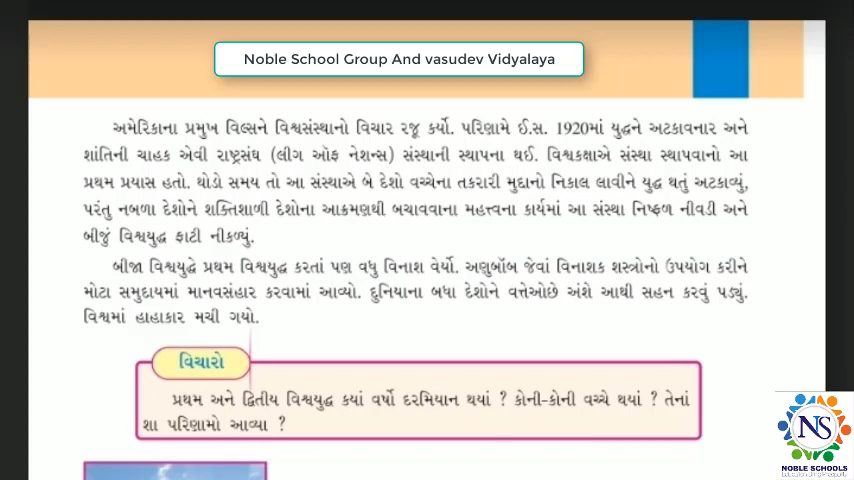 Noble School Group And vasudev Vidyalaya
અમેરિકાના પ્રમુખ વિલ્સને વિશ્વસંસ્થાનો વિચાર રજૂ કર્યો. પરિણામે ઈ.સ. 1920માં યુદ્ધને અટકાવનાર અને
શાંતિની ચાહક એવી રાષ્ટ્રસંઘ (લીગ ઑફ નેશન્સ) સંસ્થાની સ્થાપના થઈ. વિશ્વકક્ષાએ સંસ્થા સ્થાપવાનો આ
પ્રથમ પ્રયાસ હતો. થોડો સમય તો આ સંસ્થાએ બે દેશો વચ્ચેના તકરારી મુદાનો નિકાલ લાવીને યુદ્ધ થતું અટકાવ્યું,
પરંતુ નબળા દેશોને શક્તિશાળી દેશોના આક્રમણથી બચાવવાના મહત્ત્વના કાર્યમાં આ સંસ્થા નિષ્ફળ નીવડી અને
બીજું વિશ્વયુદ્ધ ફાટી નીકળ્યું.
બીજા વિશ્વયુદ્ધે પ્રથમ વિશ્વયુદ્ધ કરતાં પણ વધુ વિનાશ વેર્યો. અણુબૉંબ જેવાં વિનાશક શસ્ત્રોનો ઉપયોગ કરીને
મોટા સમુદાયમાં માનવસંહાર કરવામાં આવ્યો. દુનિયાના બધા દેશોને વત્તેઓછે અંશે આથી સહન કરવું પડ્યું.
વિશ્વમાં હાહાકાર મચી ગયો.
વિચારો
પ્રથમ અને દ્વિતીય વિશ્વયુદ્ધ કયાં વર્ષો દરમિયાન થયાં ? કોની-કોની વચ્ચે થયાં ? તેનાં
શા પરિણામો આવ્યા ?
NS
NOBLE SCHOOLS